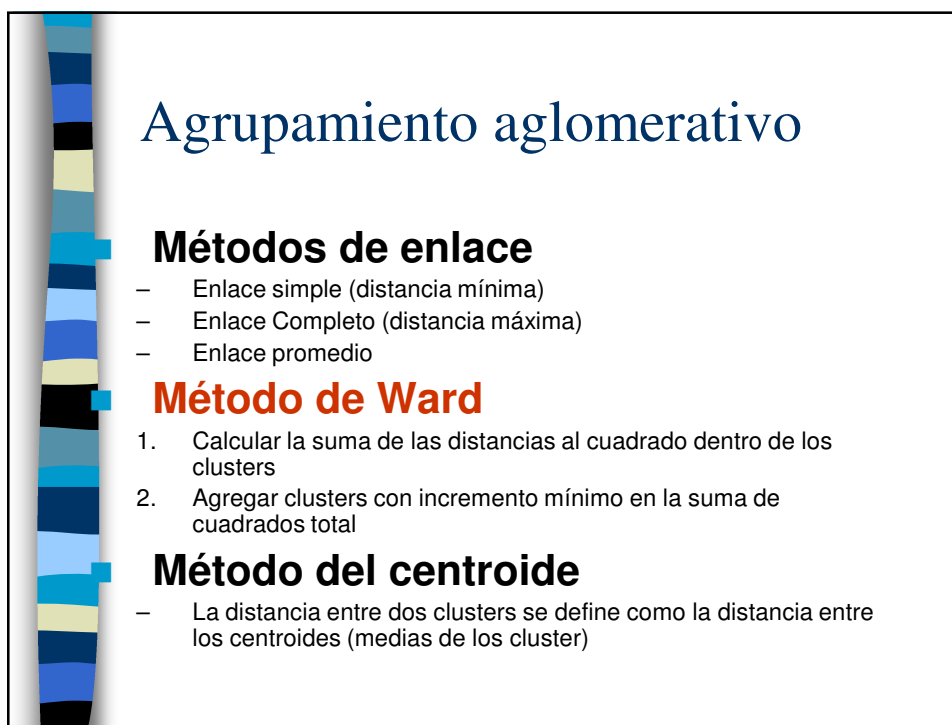 Agrupamiento aglomerativo
Métodos de enlace
– Enlace simple (distancia mínima)
– Enlace Completo (distancia máxima)
– Enlace promedio
Método de Ward
1. Calcular la suma de las distancias al cuadrado dentro de los
clusters
2. Agregar clusters con incremento mínimo en la suma de
cuadrados total
Método del centroide
– La distancia entre dos clusters se define como la distancia entre
los centroides (medias de los cluster)